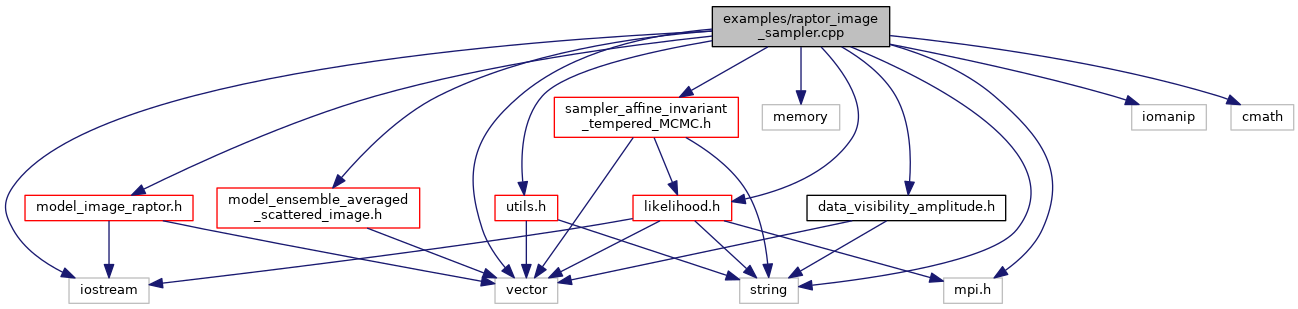 examples/raptor_image
_sampler.cpp
sampler_affine_invariant
_tempered_MCMC.h
memory
iomanip
cmath
model_image_raptor.h
model_ensemble_averaged
_scattered_image.h
utils.h
likelihood.h
data_visibility_amplitude.h
iostream
vector
string
mpi.h